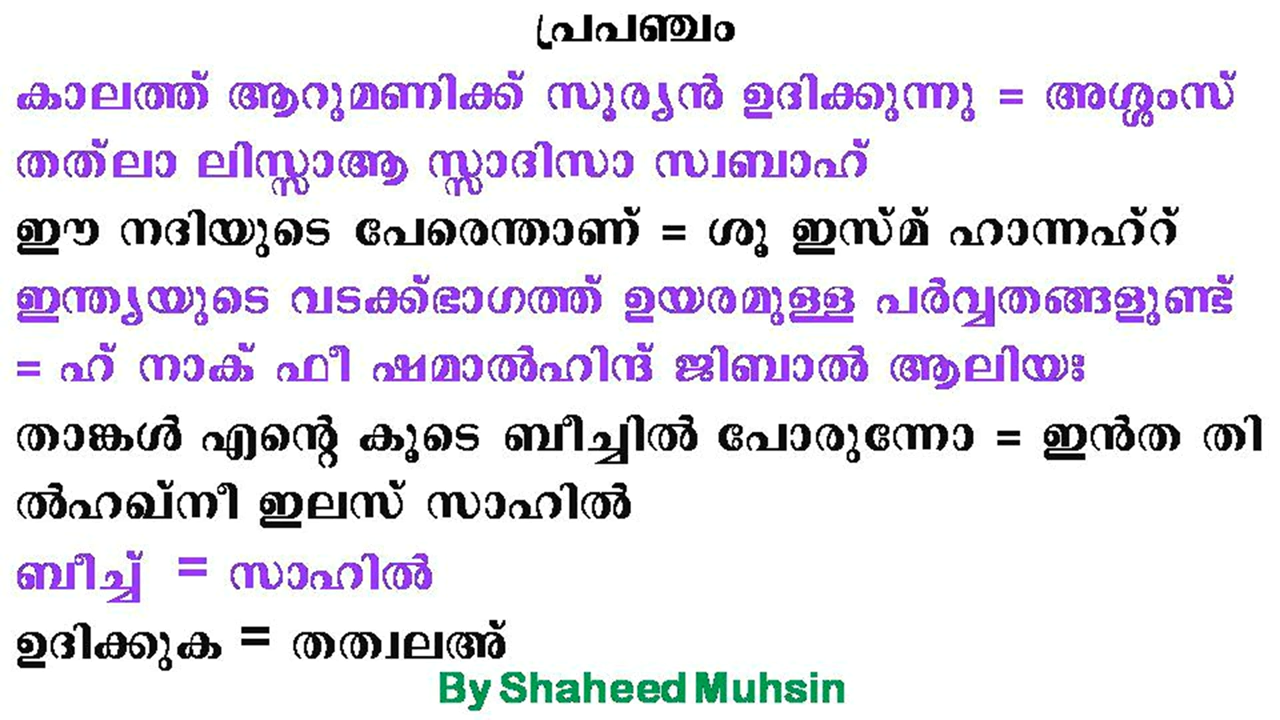 പ്രപഞ്ചം
കാലത്ത് ആറുമണിക്ക് സൂര്യൻ ഉദിക്കുന്നു = അശ്ശംസ്
തത്‌ലാ ലിസ്സാആ സ്സാദിസാ സ്വബാഹ്
ഈ നദിയുടെ പേരെന്താണ് = ശൂ ഇസ്മ് ഹാന്നഹ്റ്
ഇന്ത്യയുടെ വടക്ക്ഭാഗത്ത് ഉയരമുള്ള പർവ്വതങ്ങളുണ്ട്
= ഹ് നാക് ഫീ ഷമാൽഹിന്ദ് ജിബാൽ ആലിയഃ
താങ്കൾ എന്റെ കൂടെ ബീച്ചിൽ പോരുന്നോ = ഇൻത തി
ൽഹഖ്നീ ഇലസ് സാഹിൽ
ബീച്ച് = സാഹിൽ
ഉദിക്കുക = തത്വലഅ്
By Shaheed Muhsin